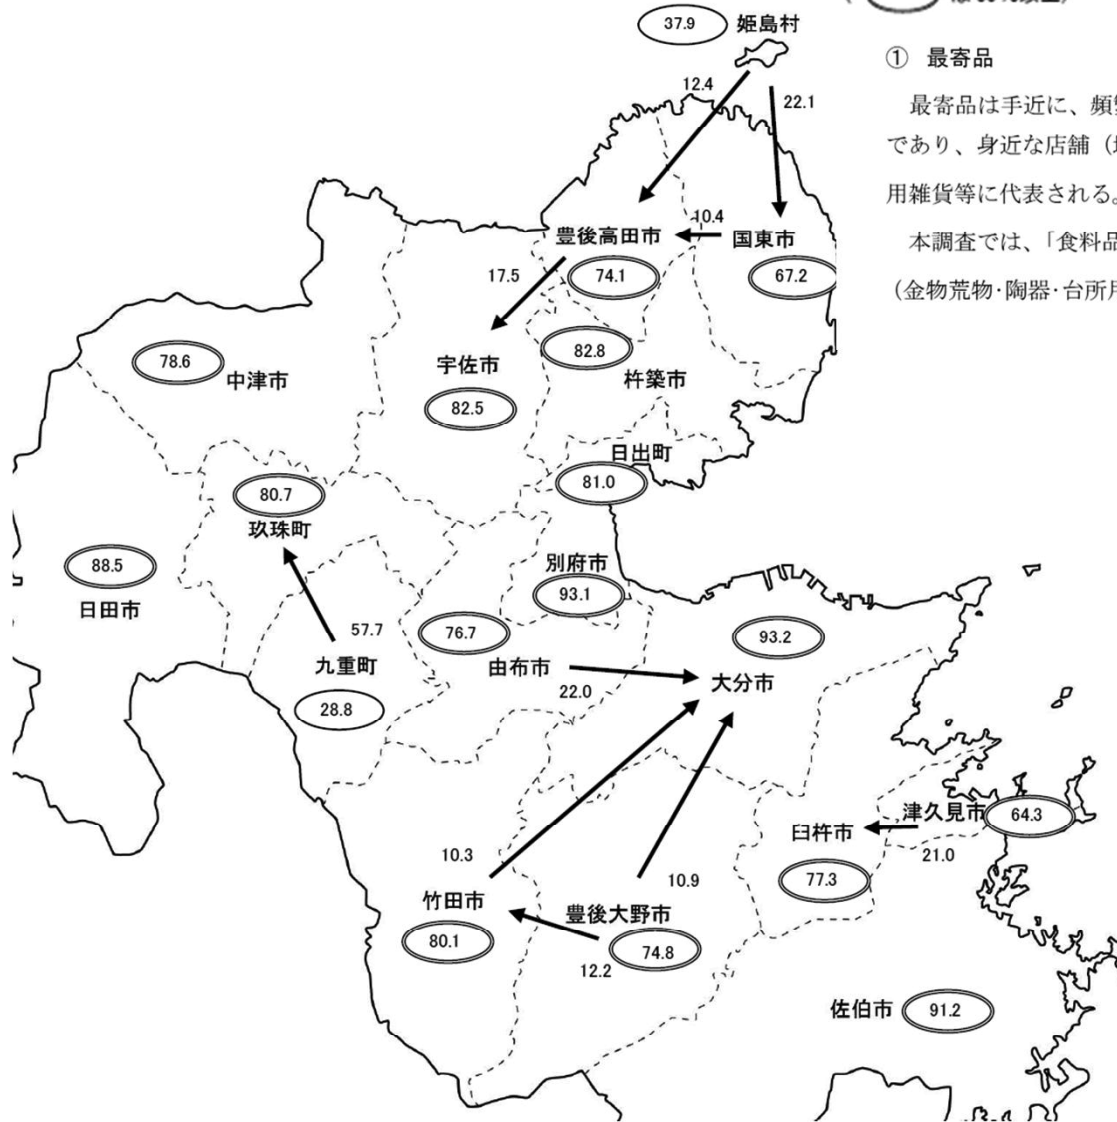 37.9 姫島村
① 最寄品
12.4
22.1
最寄品は手近に、頻
であり、身近な店舗（
用雑貨等に代表される。
本調査では、「食料品
（金物荒物・陶器・台所
豊後高田市
10.4
国東市
17.5
74.1
67.2
78.6
中津市
宇佐市
82.5
82.8
杵築市
日出町
81.0
80.7
玖珠町
88.5
日田市
別府市
93.1
57.7
76.7
93.2
九重町
由布市
22.0
大分市
28.8
津久見市
64.3
臼杵市
21.0
10.3
10.9
77.3
竹田市
80.1
豊後大野市
74.8
12.2
佐伯市
91.2